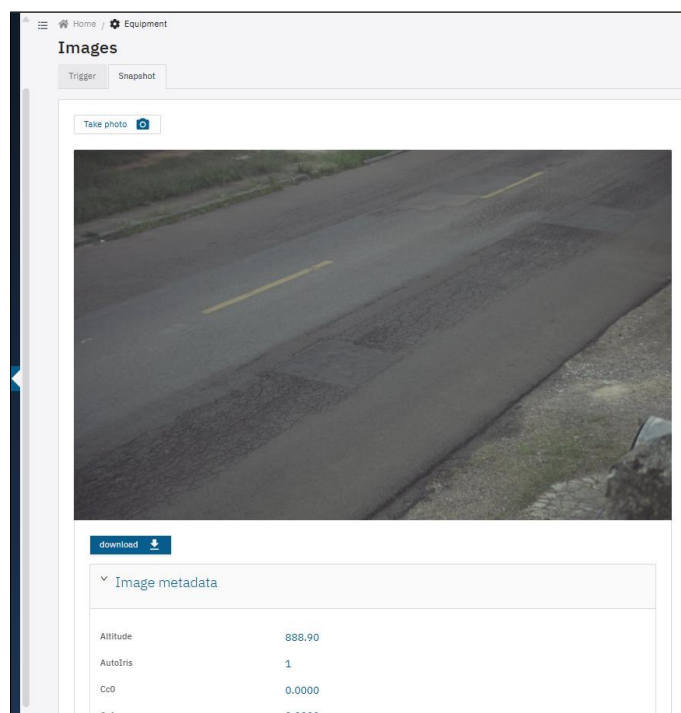 Home / Equipment
Images
Trigger Snapshot
Take photo
download
Image metadata
Altitude 888.90
AutoIris 1
Cc0 0.0000